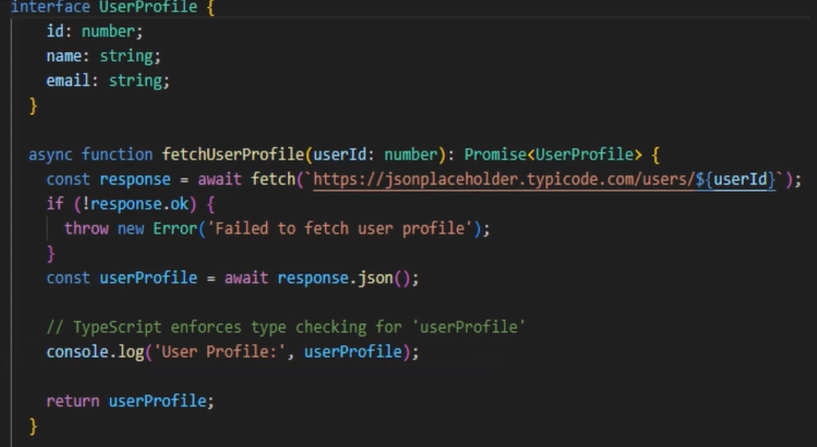 interface UserProfile {
id: number;
name: string;
email: string;
}
async function fetchUserProfile(userId: number): Promise<UserProfile> {
const response = await fetch(`https://jsonplaceholder.typicode.com/users/${userId}`);
if (!response.ok) {
throw new Error('Failed to fetch user profile');
}
const userProfile = await response.json();
// TypeScript enforces type checking for 'userProfile'
console.log('User Profile:', userProfile);
return userProfile;
}